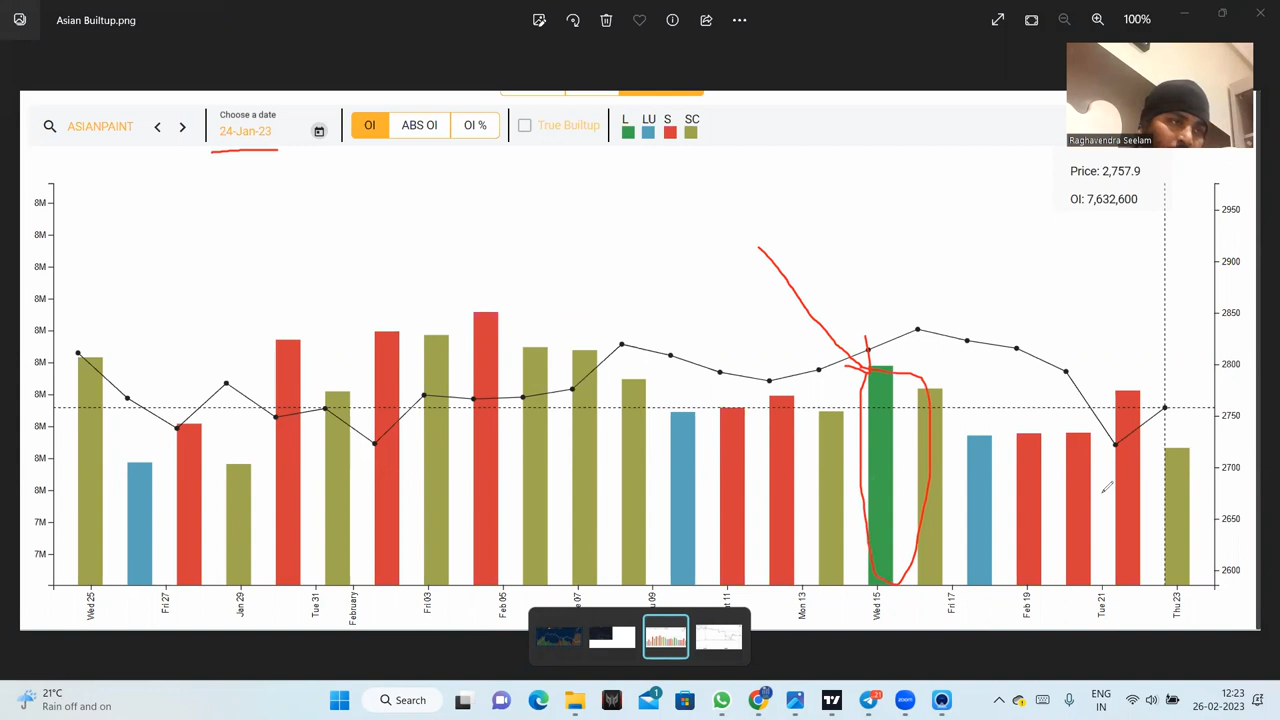 Asian Builtup.png
100%
Raghavendra Seelam
ASIANPAINT
Choose a date
24-Jan-23
OI
ABS OI
OI %
True Builtup
L LU S SC
Price: 2,757.9
OI: 7,632,600
8M
8M
8M
8M
8M
8M
8M
8M
8M
8M
7M
7M
2950
2900
2850
2800
2750
2700
2650
2600
Wed 25
Fri 27
Jan 29
Tue 31
February
Fri 03
Feb 05
Mon 13
Wed 15
Fri 17
Feb 19
Tue 21
Thu 23
21°C
Rain off and on
Search
1
21
zoom
ENG
IN
12:23
26-02-2023